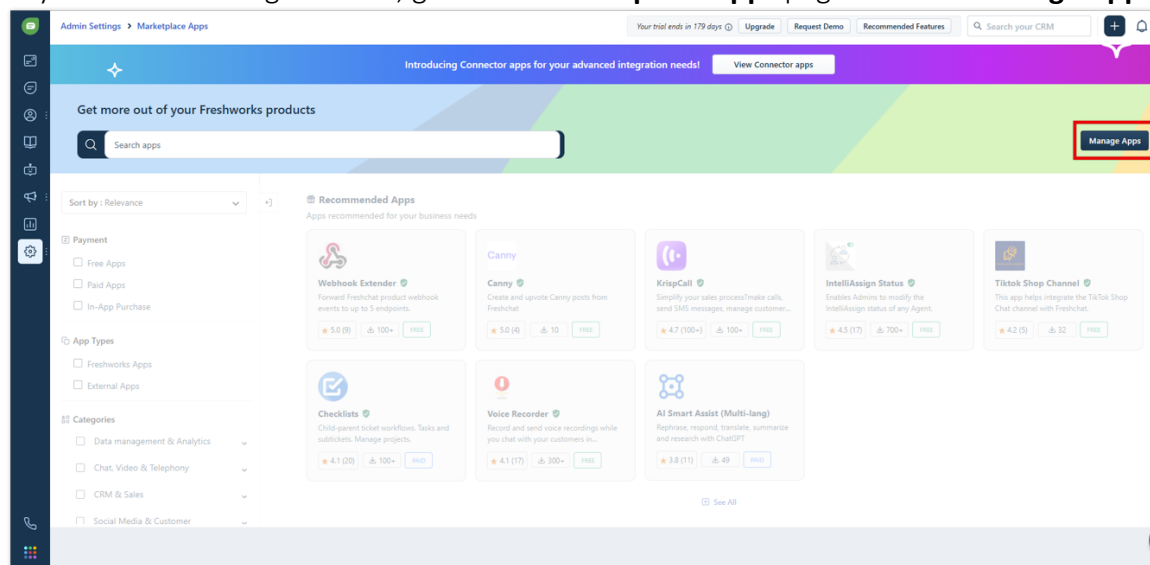 Admin Settings > Marketplace Apps
Your trial ends in 179 days
Upgrade
Request Demo
Recommended Features
Search your CRM
Introducing Connector apps for your advanced integration needs!
View Connector apps
Get more out of your Freshworks products
Search apps
Manage Apps
Sort by : Relevance
Recommended Apps
Apps recommended for your business needs
Payment
Free Apps
Paid Apps
In-App Purchase
App Types
Freshworks Apps
External Apps
Categories
Data management & Analytics
Chat, Video & Telephony
CRM & Sales
Social Media & Customer
Webhook Extender
Forward Freshchat product webhook
events to up to 5 endpoints.
5.0 (9) 100+ FREE
Canny
Canny
Create and upvote Canny posts from
Freshchat
5.0 (4) 10 FREE
KrispCall
Simplify your sales process!make calls,
send SMS messages, manage customer...
4.7 (100+) 100+ FREE
IntelliAssign Status
Enables Admins to modify the
IntelliAssign status of any Agent.
4.5 (17) 700+ FREE
Tiktok Shop Channel
This app helps integrate the TikTok Shop
Chat channel with Freshchat.
4.2 (5) 32 FREE
Checklists
Child-parent ticket workflows. Tasks and
subtickets. Manage projects.
4.1 (20) 100+ PAID
Voice Recorder
Record and send voice recordings while
you chat with your customers in...
4.1 (17) 300+ FREE
AI Smart Assist (Multi-lang)
Rephrase, respond, translate, summarize
and research with ChatGPT
3.8 (11) 49 PAID
See All